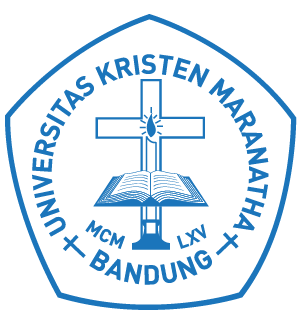 UNIVERSITAS KRISTEN MARANATHA
MCM LXV
BANDUNG